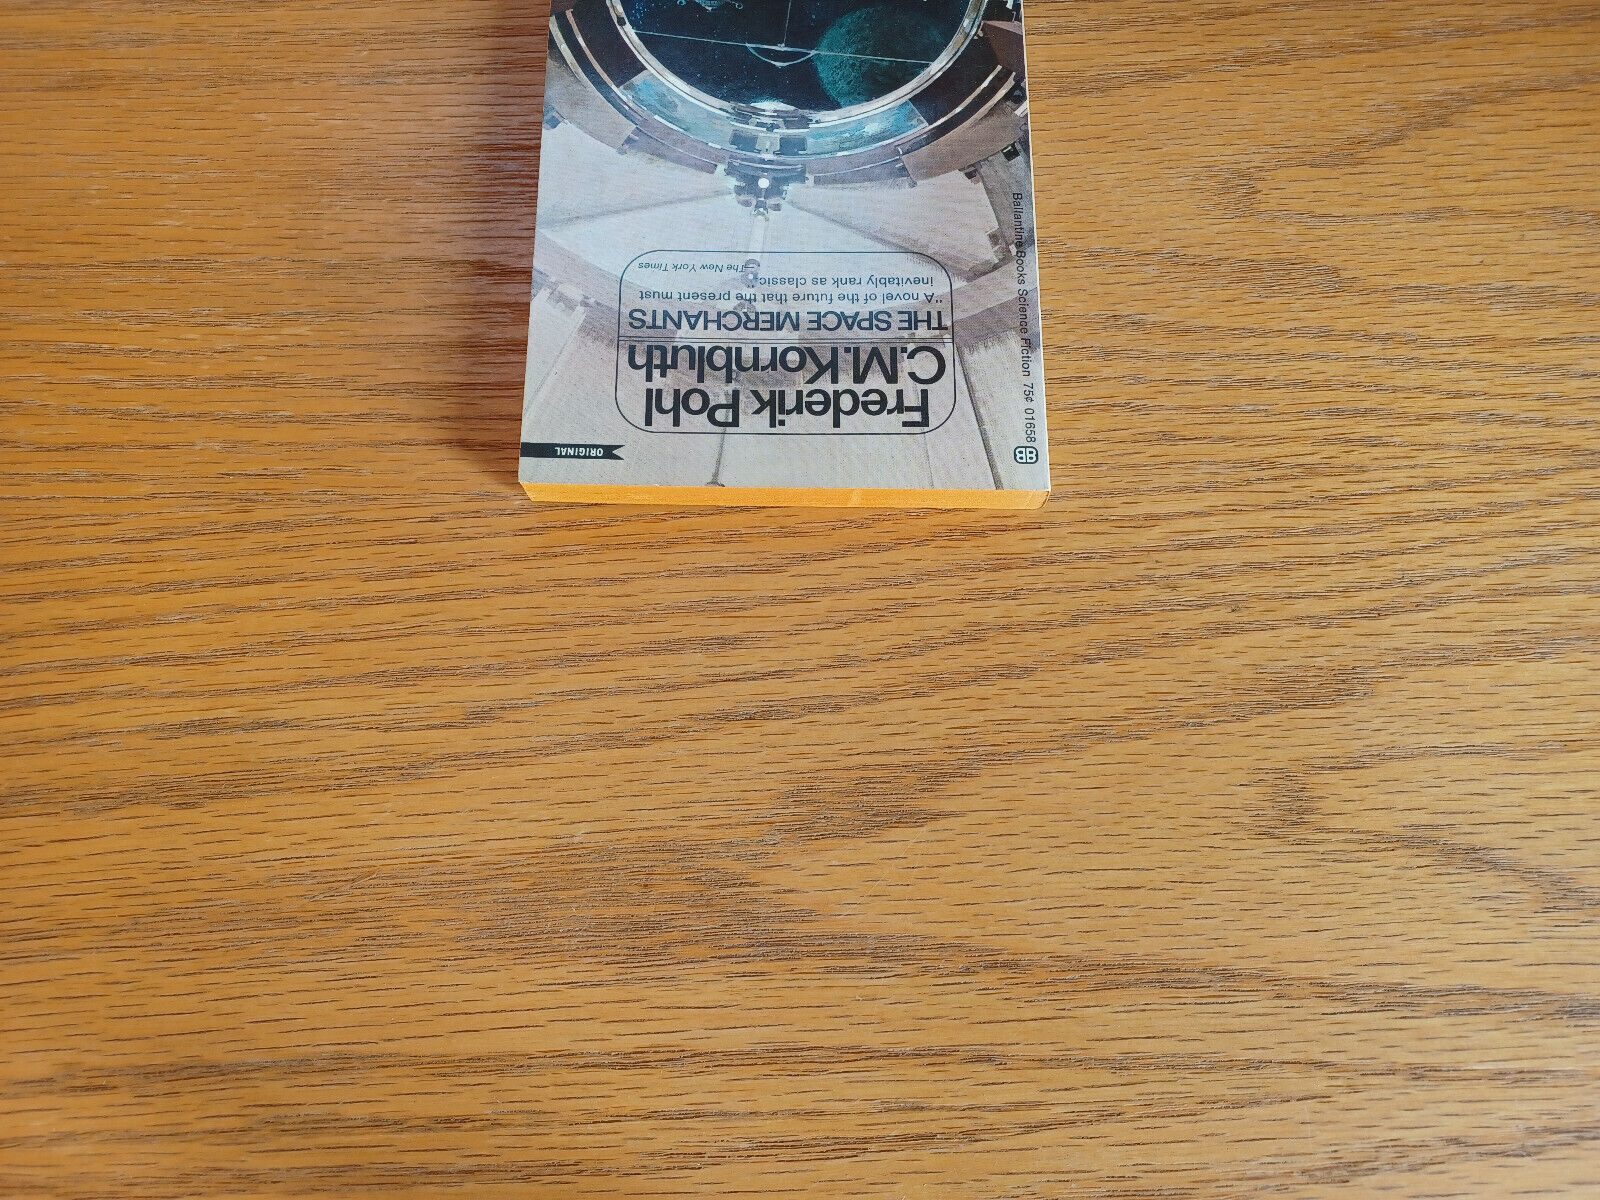 ORIGINAL
Frederik Pohl
C.M.Kornbluth
THE SPACE MERCHANTS
"A novel of the future that the present must
inevitably rank as classic"
—The New York Times
BB
Ballantine Books Science Fiction 75¢ 01658